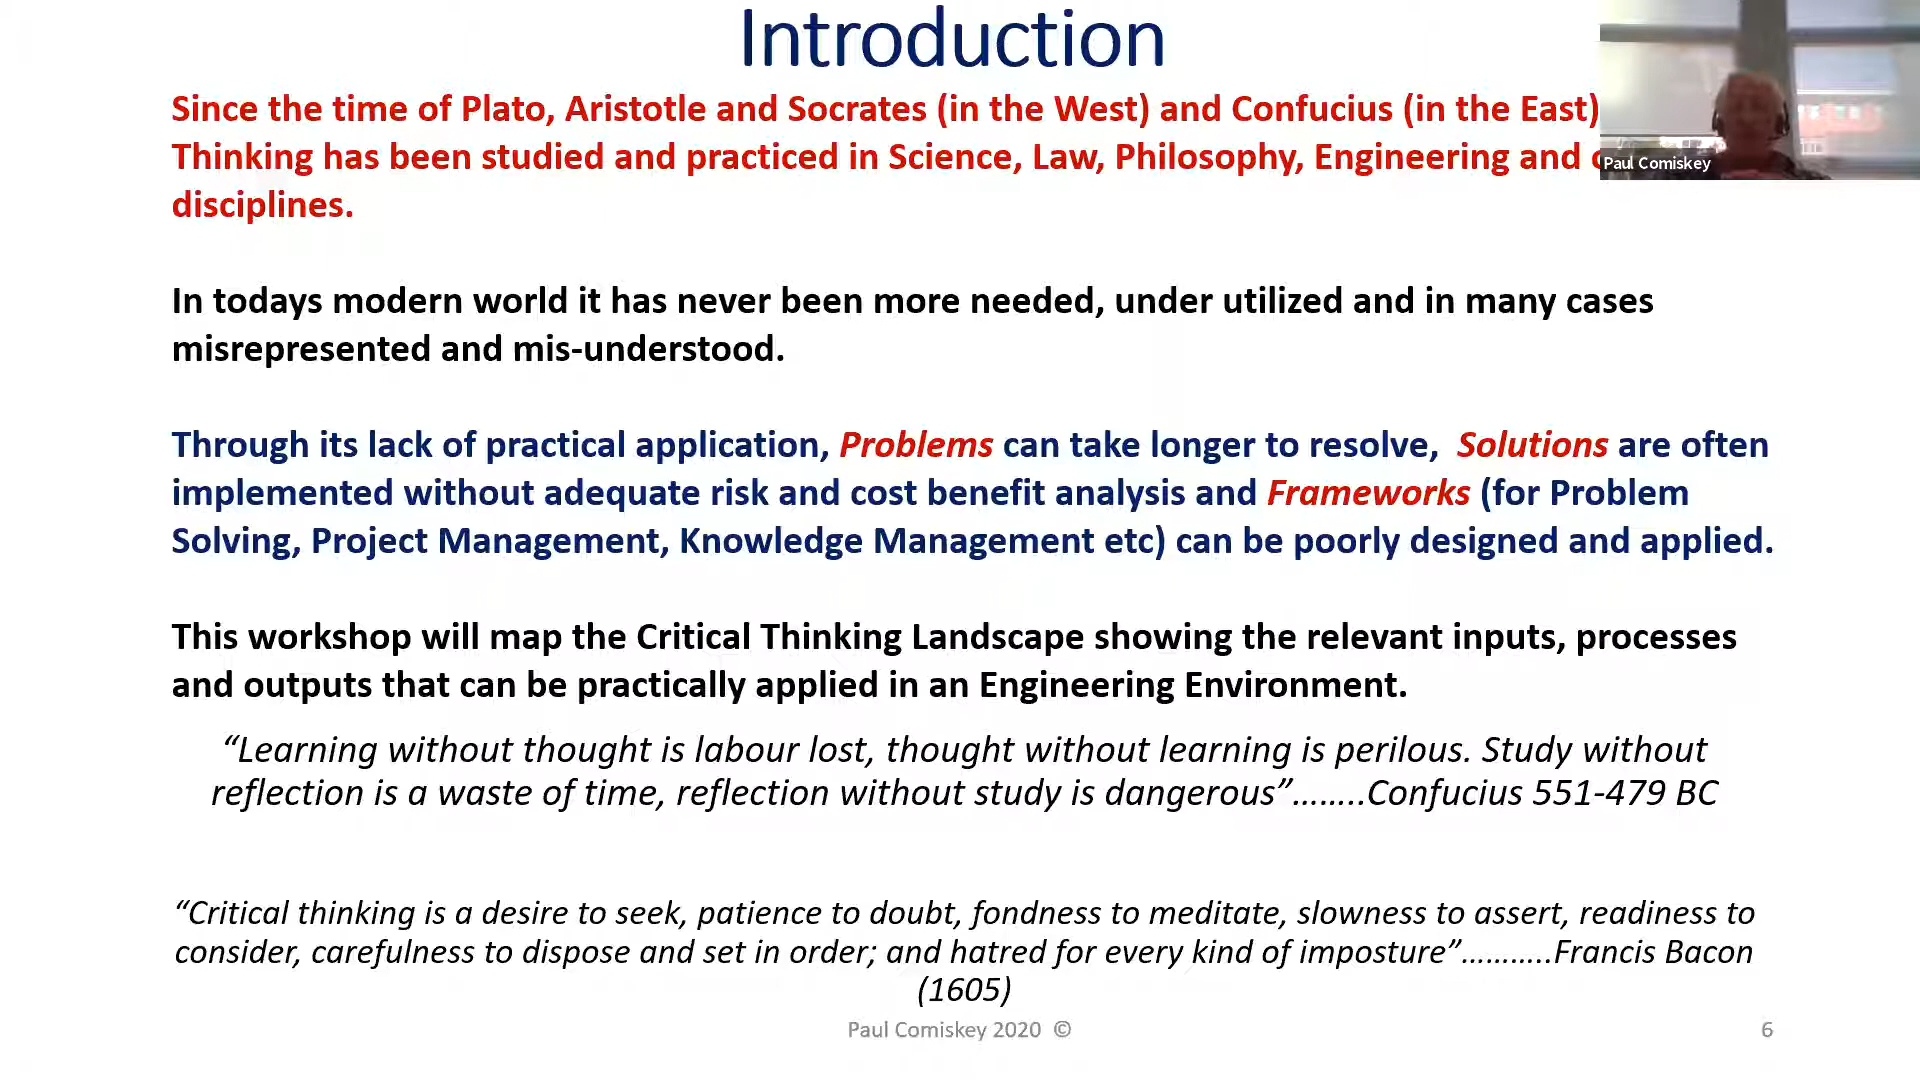 Introduction
Since the time of Plato, Aristotle and Socrates (in the West) and Confucius (in the East)
Thinking has been studied and practiced in Science, Law, Philosophy, Engineering and
disciplines.
Paul Comiskey
In todays modern world it has never been more needed, under utilized and in many cases
misrepresented and mis-understood.
Through its lack of practical application, Problems can take longer to resolve, Solutions are often
implemented without adequate risk and cost benefit analysis and Frameworks (for Problem
Solving, Project Management, Knowledge Management etc) can be poorly designed and applied.
This workshop will map the Critical Thinking Landscape showing the relevant inputs, processes
and outputs that can be practically applied in an Engineering Environment.
“Learning without thought is labour lost, thought without learning is perilous. Study without
reflection is a waste of time, reflection without study is dangerous”……..Confucius 551-479 BC
“Critical thinking is a desire to seek, patience to doubt, fondness to meditate, slowness to assert, readiness to
consider, carefulness to dispose and set in order; and hatred for every kind of imposture”………..Francis Bacon
(1605)
Paul Comiskey 2020 ©
6